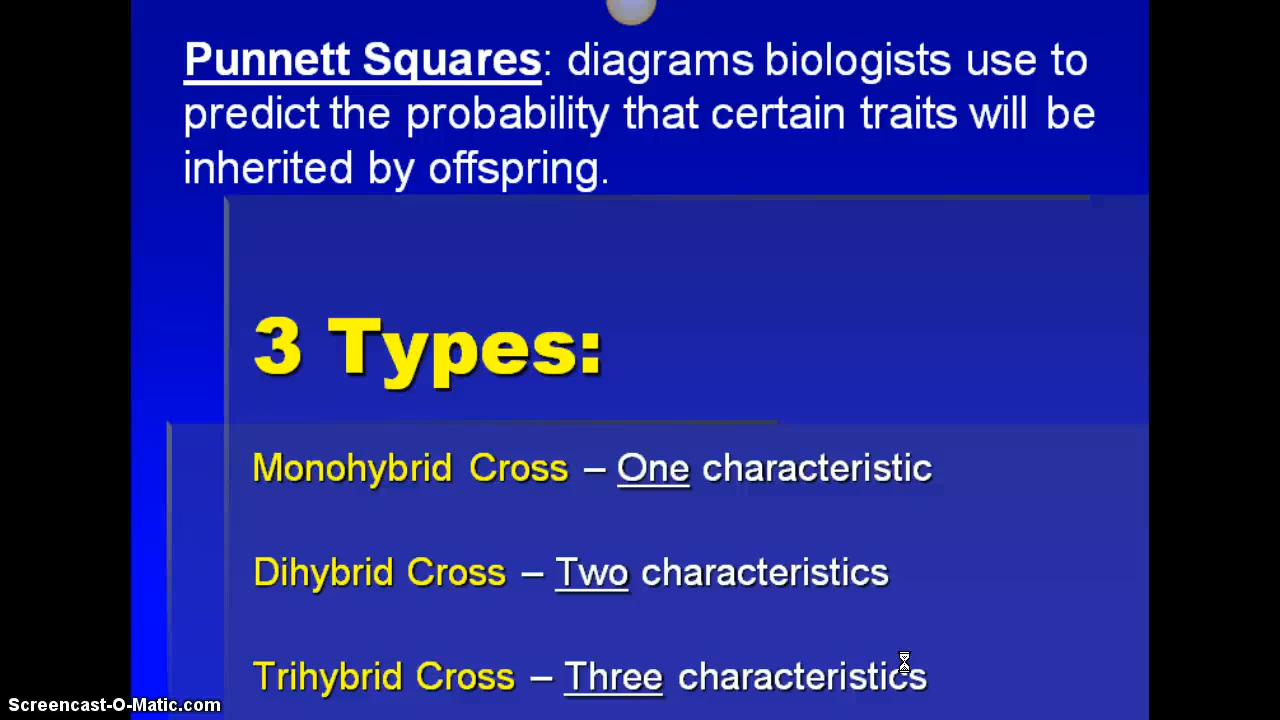 Punnett Squares: diagrams biologists use to
predict the probability that certain traits will be
inherited by offspring.
3 Types:
Monohybrid Cross – One characteristic
Dihybrid Cross – Two characteristics
Trihybrid Cross – Three characteristics
Screencast-O-Matic.com